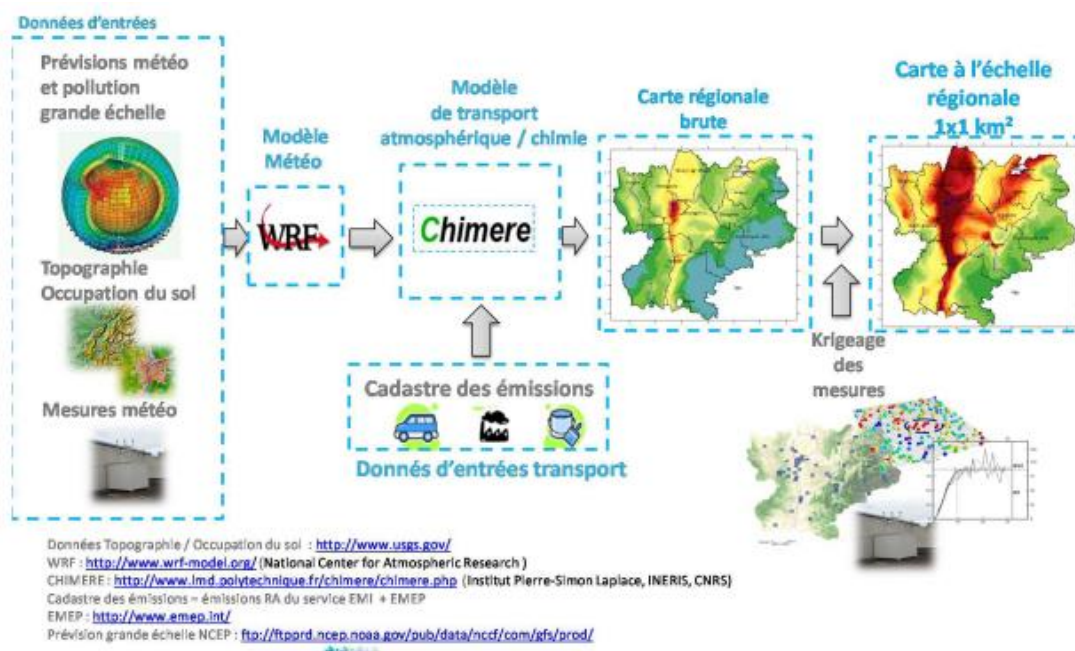 Données d'entrées
Prévisions météo
et pollution
grande échelle
Topographie
Occupation du sol
Mesures météo
Modèle
Météo
WRF
Modèle
de transport
atmosphérique / chimie
Chimere
Cadastre des émissions
Donnés d'entrées transport
Carte régionale
brute
Krigeage
des
mesures
Carte à l'échelle
régionale
1x1 km²
Données Topographie / Occupation du sol : http://www.usgs.gov/
WRF : http://www.wrf-model.org/ (National Center for Atmospheric Research )
CHIMERE : http://www.lmd.polytechnique.fr/chimere/chimere.php (Institut Pierre-Simon Laplace, INERIS, CNRS)
Cadastre des émissions = émissions RA du service EMI + EMEP
EMEP : http://www.emep.int/
Prévision grande échelle NCEP : ftp://ftpprd.ncep.noaa.gov/pub/data/nccf/com/gfs/prod/